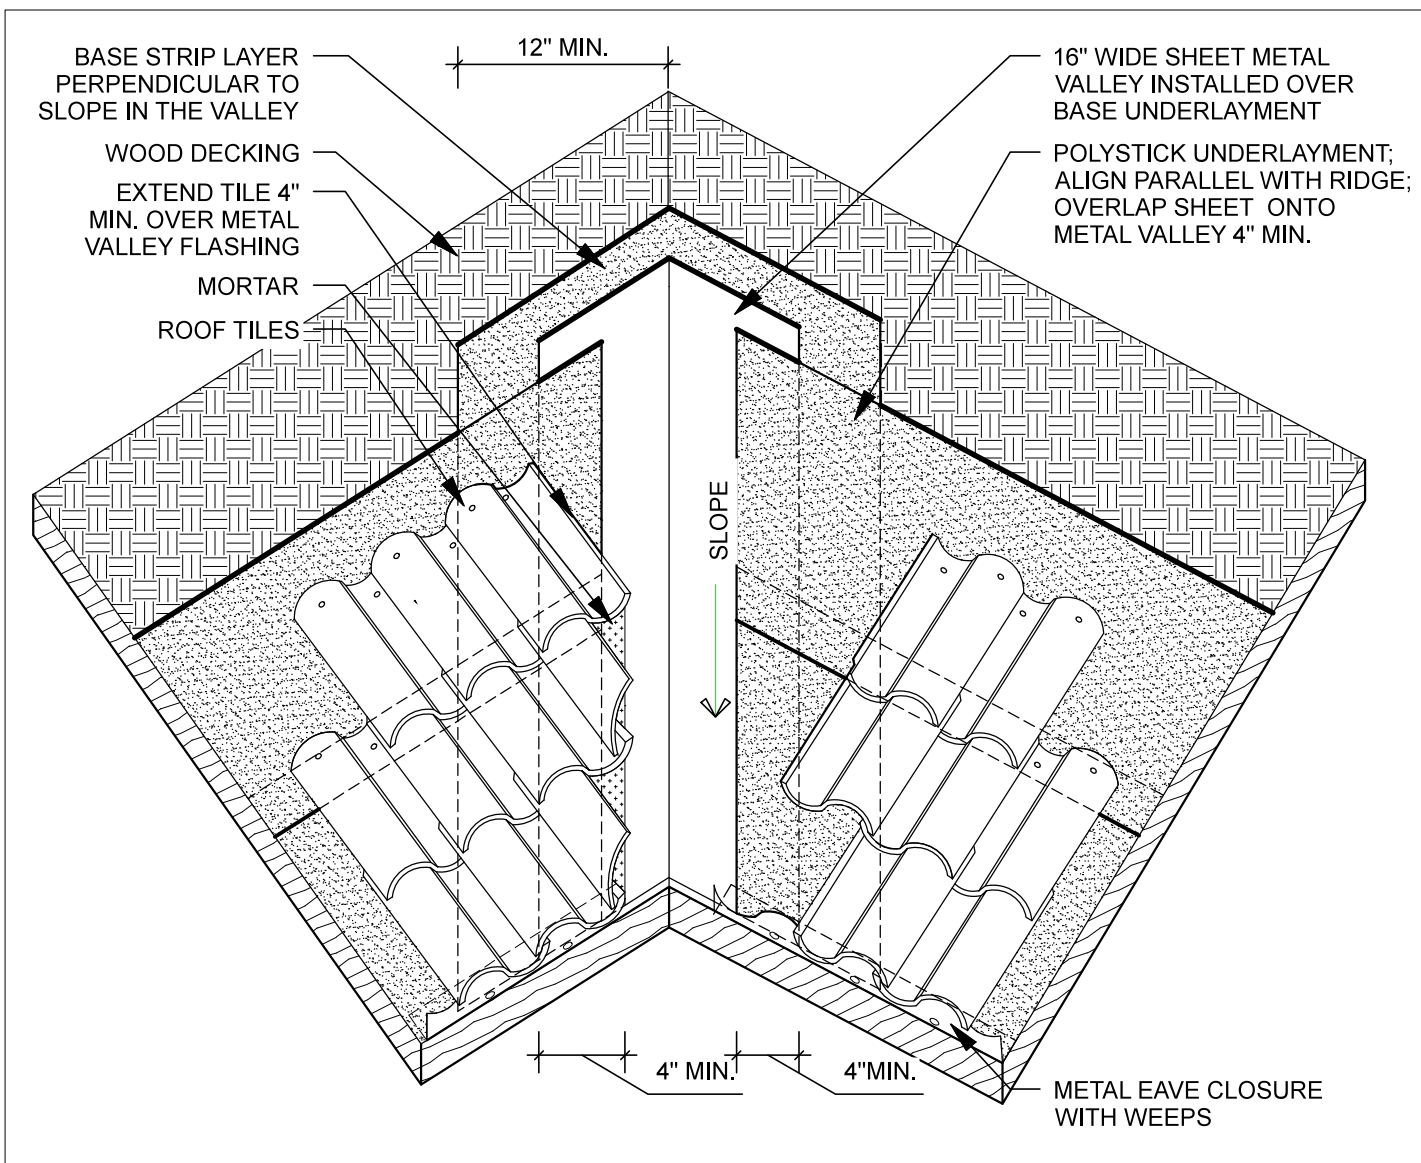 BASE STRIP LAYER
PERPENDICULAR TO
SLOPE IN THE VALLEY
WOOD DECKING
EXTEND TILE 4"
MIN. OVER METAL
VALLEY FLASHING
MORTAR
ROOF TILES
12" MIN.
16" WIDE SHEET METAL
VALLEY INSTALLED OVER
BASE UNDERLAYMENT
POLYSTICK UNDERLAYMENT;
ALIGN PARALLEL WITH RIDGE;
OVERLAP SHEET ONTO
METAL VALLEY 4" MIN.
SLOPE
4" MIN.
4"MIN.
METAL EAVE CLOSURE
WITH WEEPS